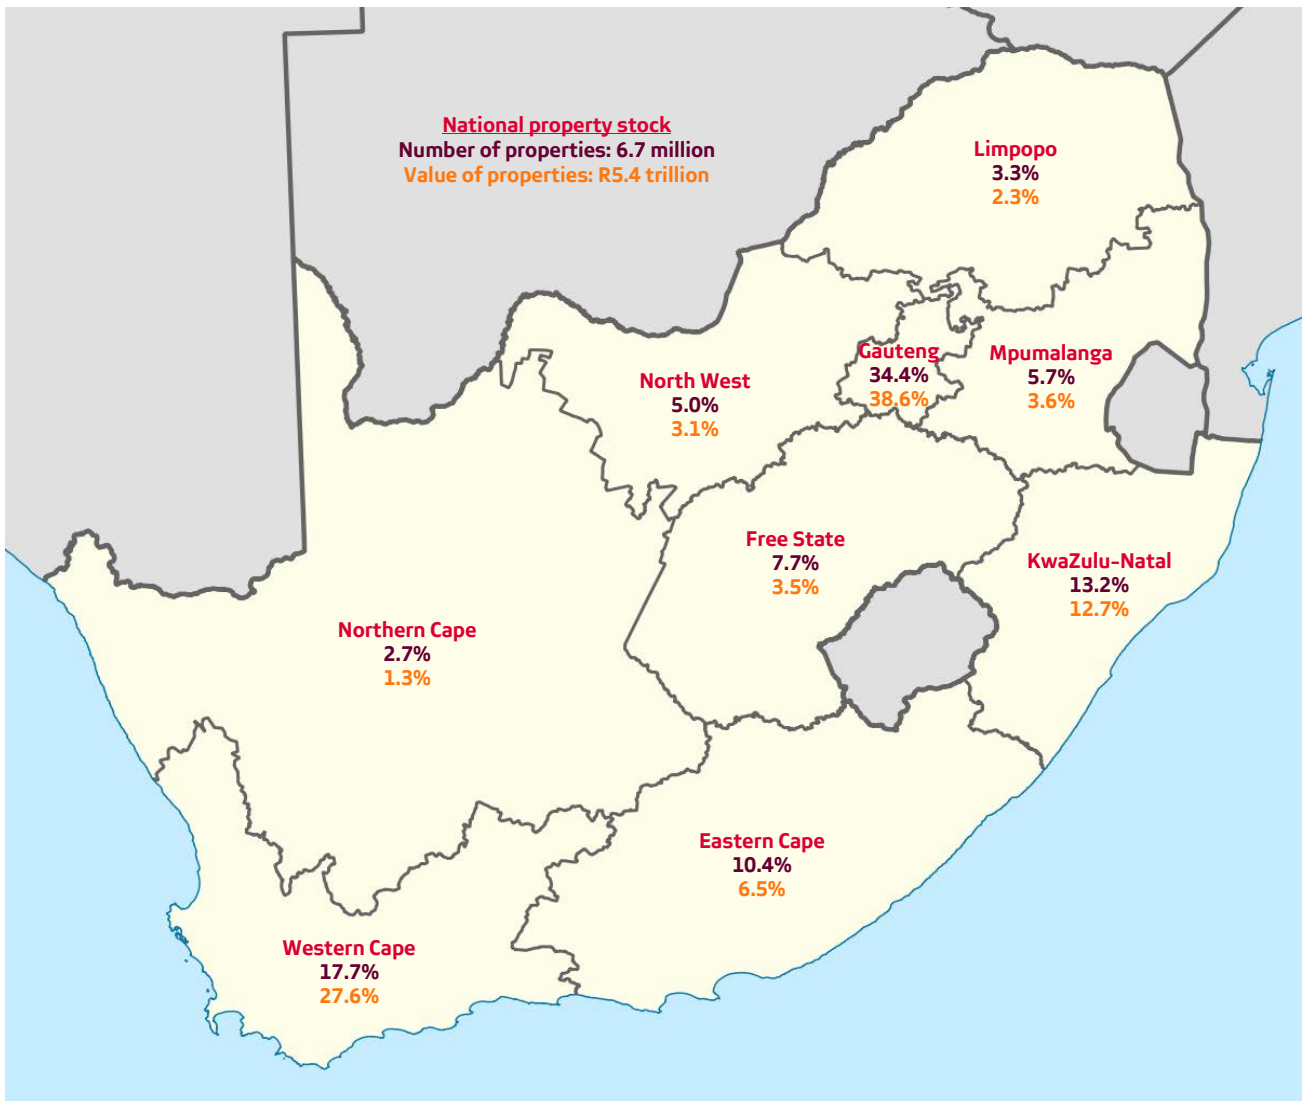 National property stock
Number of properties: 6.7 million
Value of properties: R5.4 trillion
Limpopo
3.3%
2.3%
Gauteng
34.4%
38.6%
Mpumalanga
5.7%
3.6%
North West
5.0%
3.1%
Free State
7.7%
3.5%
KwaZulu-Natal
13.2%
12.7%
Northern Cape
2.7%
1.3%
Eastern Cape
10.4%
6.5%
Western Cape
17.7%
27.6%